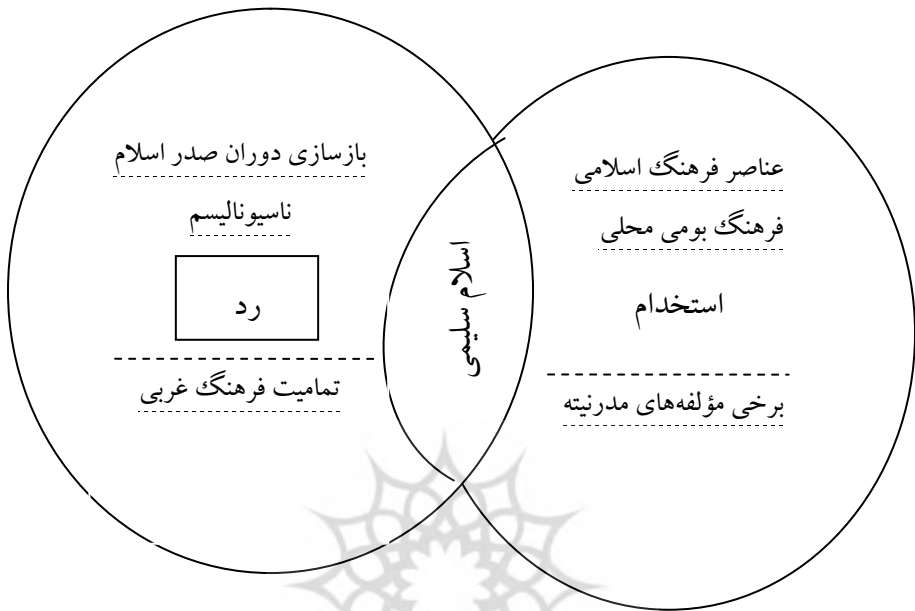 عناصر فرهنگ اسلامی
فرهنگ بومی محلی
استخدام
برخی مؤلفه‌های مدرنیته
اسلام سلیمی
بازسازی دوران صدر اسلام
ناسیونالیسم
رد
تمامیت فرهنگ غربی